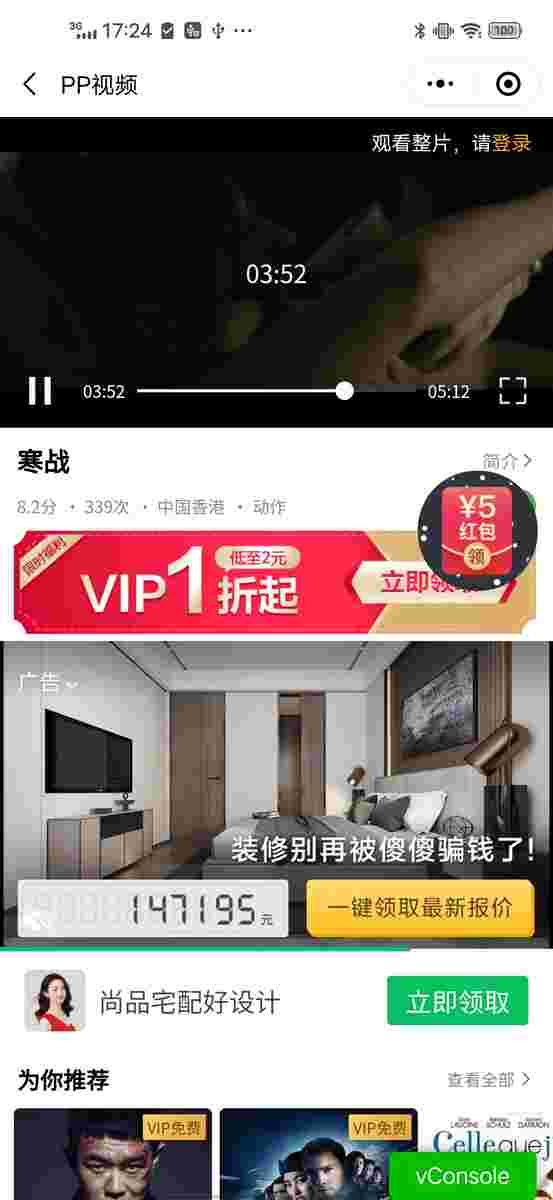 3G 17:24 100
PP视频
观看整片，请登录
03:52
03:52 05:12
寒战
简介
8.2分 · 339次 · 中国香港 · 动作
¥5
红包
领
限时福利
VIP1折起
低至2元
立即领取
广告
装修别再被傻傻骗钱了!
147195元
一键领取最新报价
尚品宅配好设计
立即领取
为你推荐
查看全部
VIP免费
VIP免费
vConsole